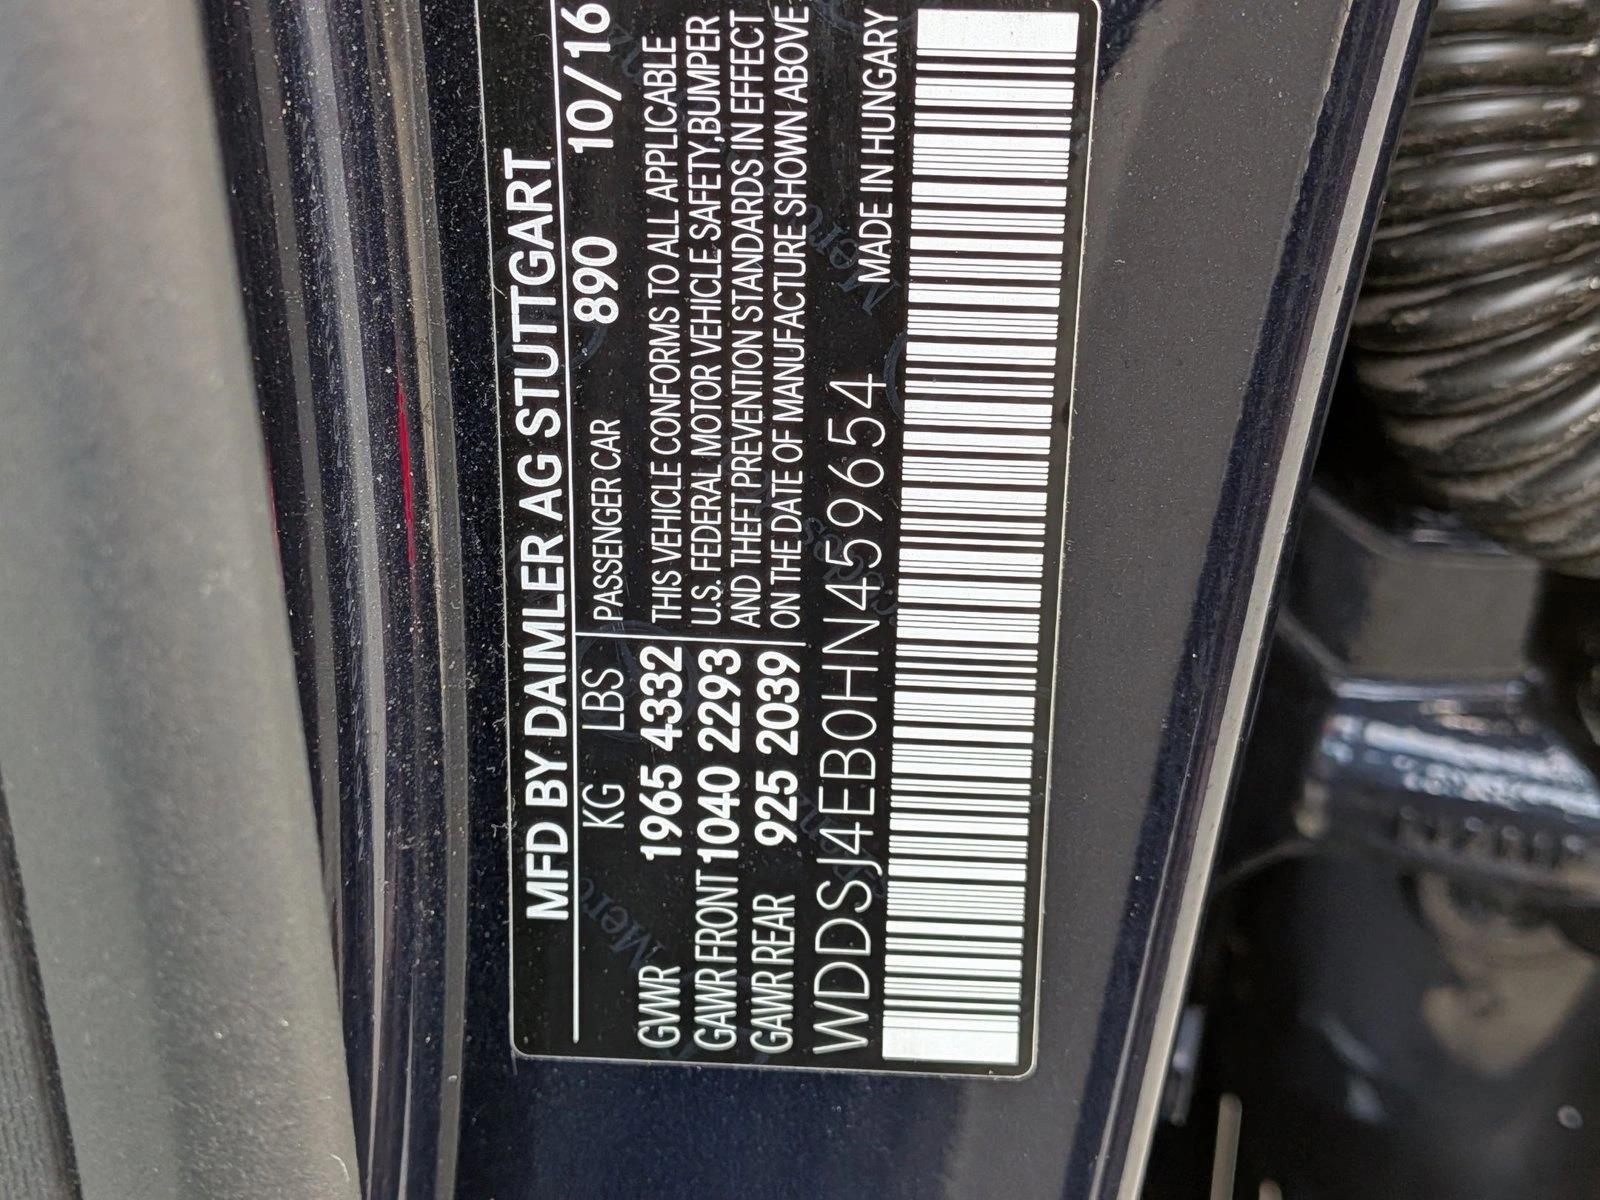 MFD BY DAIMLER AG STUTTGART
KG LBS PASSENGER CAR 890 10/16
GVWR 1965 4332
GAWR FRONT 1040 2293
GAWR REAR 925 2039
THIS VEHICLE CONFORMS TO ALL APPLICABLE
U.S. FEDERAL MOTOR VEHICLE SAFETY,BUMPER
AND THEFT PREVENTION STANDARDS IN EFFECT
ON THE DATE OF MANUFACTURE SHOWN ABOVE
WDDSJ4EB0HN459654 MADE IN HUNGARY